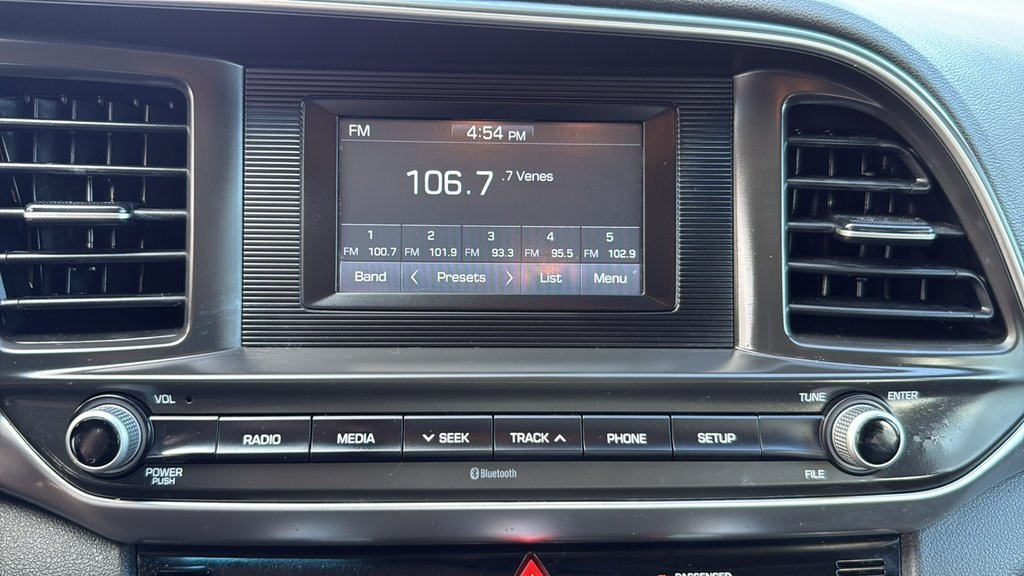 FM 4:54 PM
106.7 .7 Venes
1 2 3 4 5
FM 100.7 FM 101.9 FM 93.3 FM 95.5 FM 102.9
Band < Presets > List Menu
VOL TUNE ENTER
RADIO MEDIA SEEK TRACK PHONE SETUP
POWER PUSH Bluetooth FILE
PASSENGER